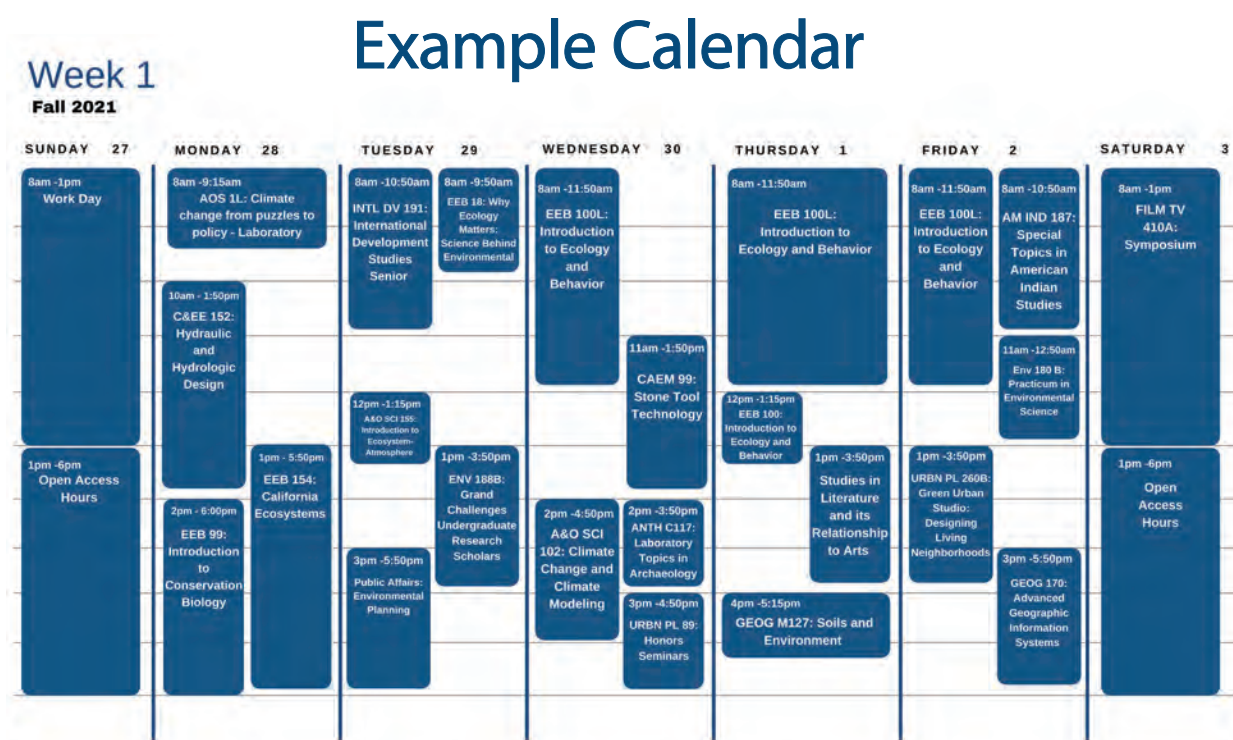 Example Calendar
Week 1
Fall 2021
SUNDAY 27
MONDAY 28
TUESDAY 29
WEDNESDAY 30
THURSDAY 1
FRIDAY 2
SATURDAY 3
8am -1pm
Work Day
1pm -6pm
Open Access
Hours
8am -9:15am
AOS 1L: Climate
change from puzzles to
policy - Laboratory
10am - 1:50pm
C&EE 152:
Hydraulic
and
Hydrologic
Design
1pm - 5:50pm
EEB 154:
California
Ecosystems
2pm - 6:00pm
EEB 99:
Introduction
to
Conservation
Biology
8am -10:50am
INTL DV 191:
International
Development
Studies
Senior
8am -9:50am
EEB 18: Why
Ecology
Matters:
Science Behind
Environmental
12pm -1:15pm
A&O SCI 155:
Introduction to
Ecosystem-
Atmosphere
1pm -3:50pm
ENV 188B:
Grand
Challenges
Undergraduate
Research
Scholars
3pm -5:50pm
Public Affairs:
Environmental
Planning
8am -11:50am
EEB 100L:
Introduction
to Ecology
and
Behavior
11am -1:50pm
CAEM 99:
Stone Tool
Technology
2pm -4:50pm
A&O SCI
102: Climate
Change and
Climate
Modeling
2pm -3:50pm
ANTH C117:
Laboratory
Topics in
Archaeology
3pm -4:50pm
URBN PL 89:
Honors
Seminars
8am -11:50am
EEB 100L:
Introduction to
Ecology and Behavior
12pm -1:15pm
EEB 100:
Introduction to
Ecology and
Behavior
1pm -3:50pm
Studies in
Literature
and its
Relationship
to Arts
4pm -5:15pm
GEOG M127: Soils and
Environment
8am -11:50am
EEB 100L:
Introduction
to Ecology
and
Behavior
8am -10:50am
AM IND 187:
Special
Topics in
American
Indian
Studies
11am -12:50am
Env 180 B:
Practicum in
Environmental
Science
1pm -3:50pm
URBN PL 260B:
Green Urban
Studio:
Designing
Living
Neighborhoods
3pm -5:50pm
GEOG 170:
Advanced
Geographic
Information
Systems
8am -1pm
FILM TV
410A:
Symposium
1pm -6pm
Open
Access
Hours